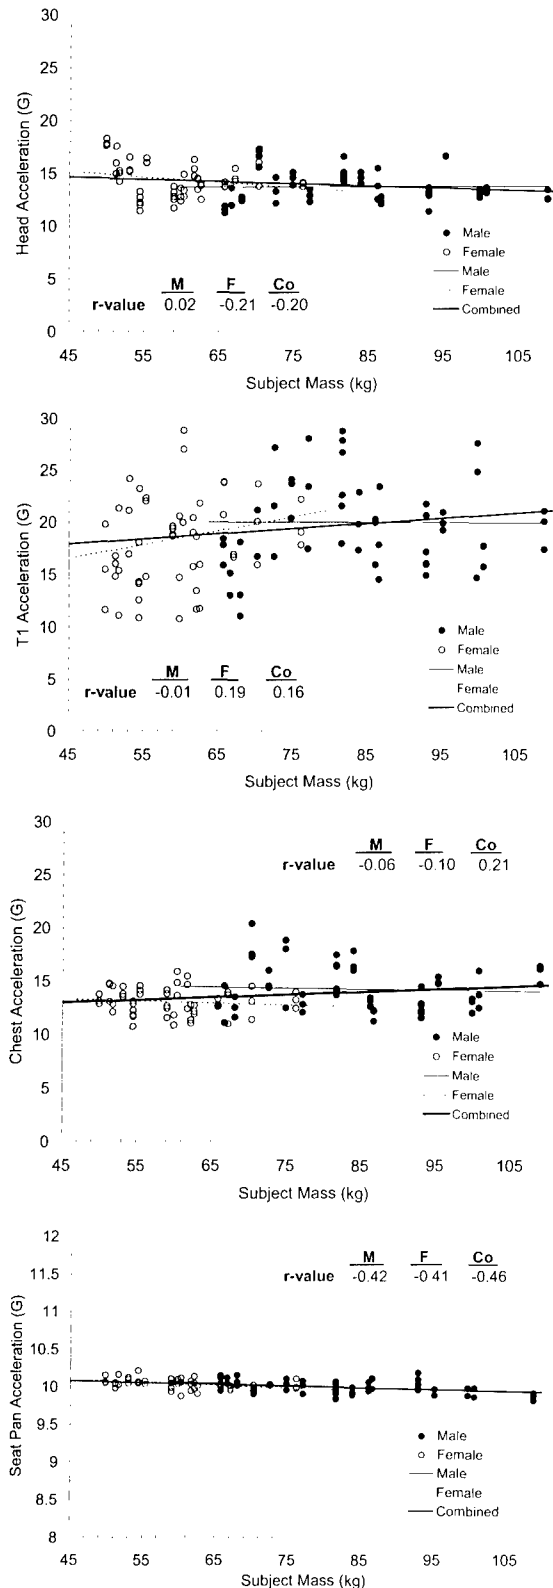 30
25
20
15
10
5
0
Head Acceleration (G)
Male
Female
Male
Female
Combined
M F Co
r-value 0.02 -0.21 -0.20
45 55 65 75 85 95 105
Subject Mass (kg)
30
25
20
15
10
5
0
T1 Acceleration (G)
Male
Female
Male
Female
Combined
M F Co
r-value -0.01 0.19 0.16
45 55 65 75 85 95 105
Subject Mass (kg)
30
25
20
15
10
5
0
Chest Acceleration (G)
M F Co
r-value -0.06 -0.10 0.21
Male
Female
Male
Female
Combined
45 55 65 75 85 95 105
Subject Mass (kg)
12
11.5
11
10.5
10
9.5
9
8.5
8
Seat Pan Acceleration (G)
M F Co
r-value -0.42 -0.41 -0.46
Male
Female
Male
Female
Combined
45 55 65 75 85 95 105
Subject Mass (kg)